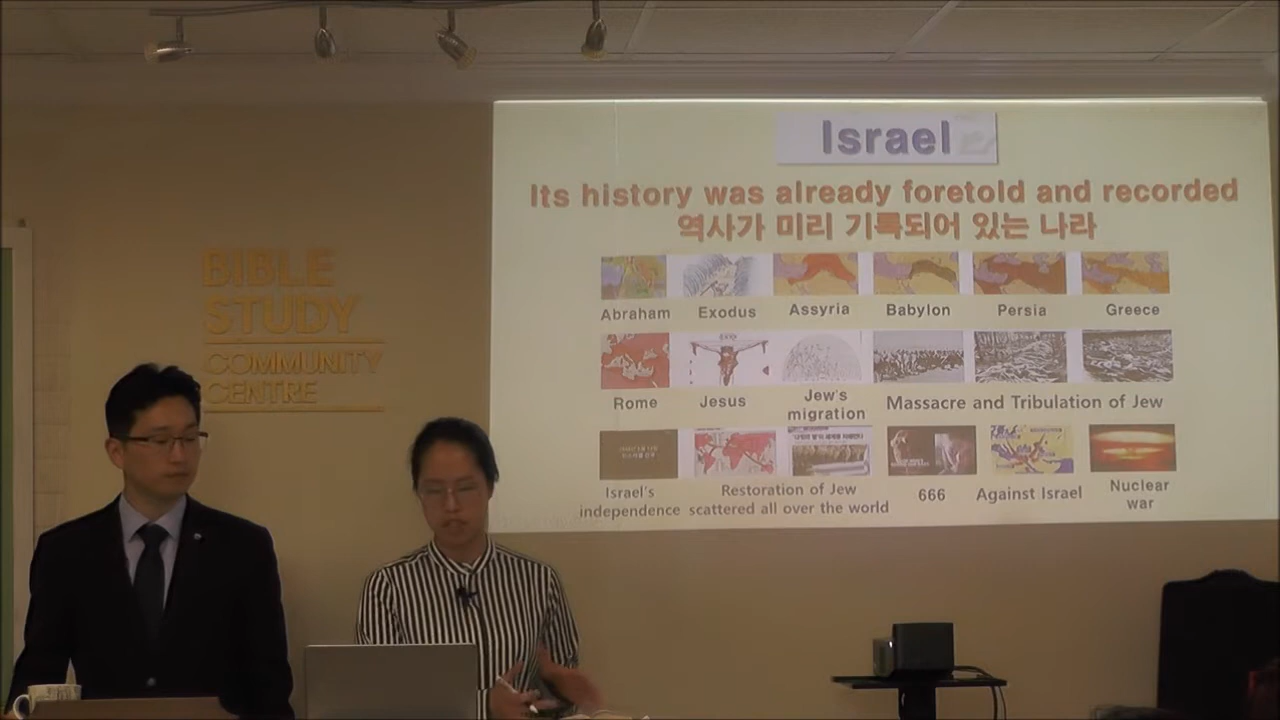 BIBLE
STUDY
COMMUNITY
CENTRE
Israel
Its history was already foretold and recorded
역사가 미리 기록되어 있는 나라
Abraham Exodus Assyria Babylon Persia Greece
Rome Jesus Jew's migration Massacre and Tribulation of Jew
Israel's independence Restoration of Jew scattered all over the world 666 Against Israel Nuclear war